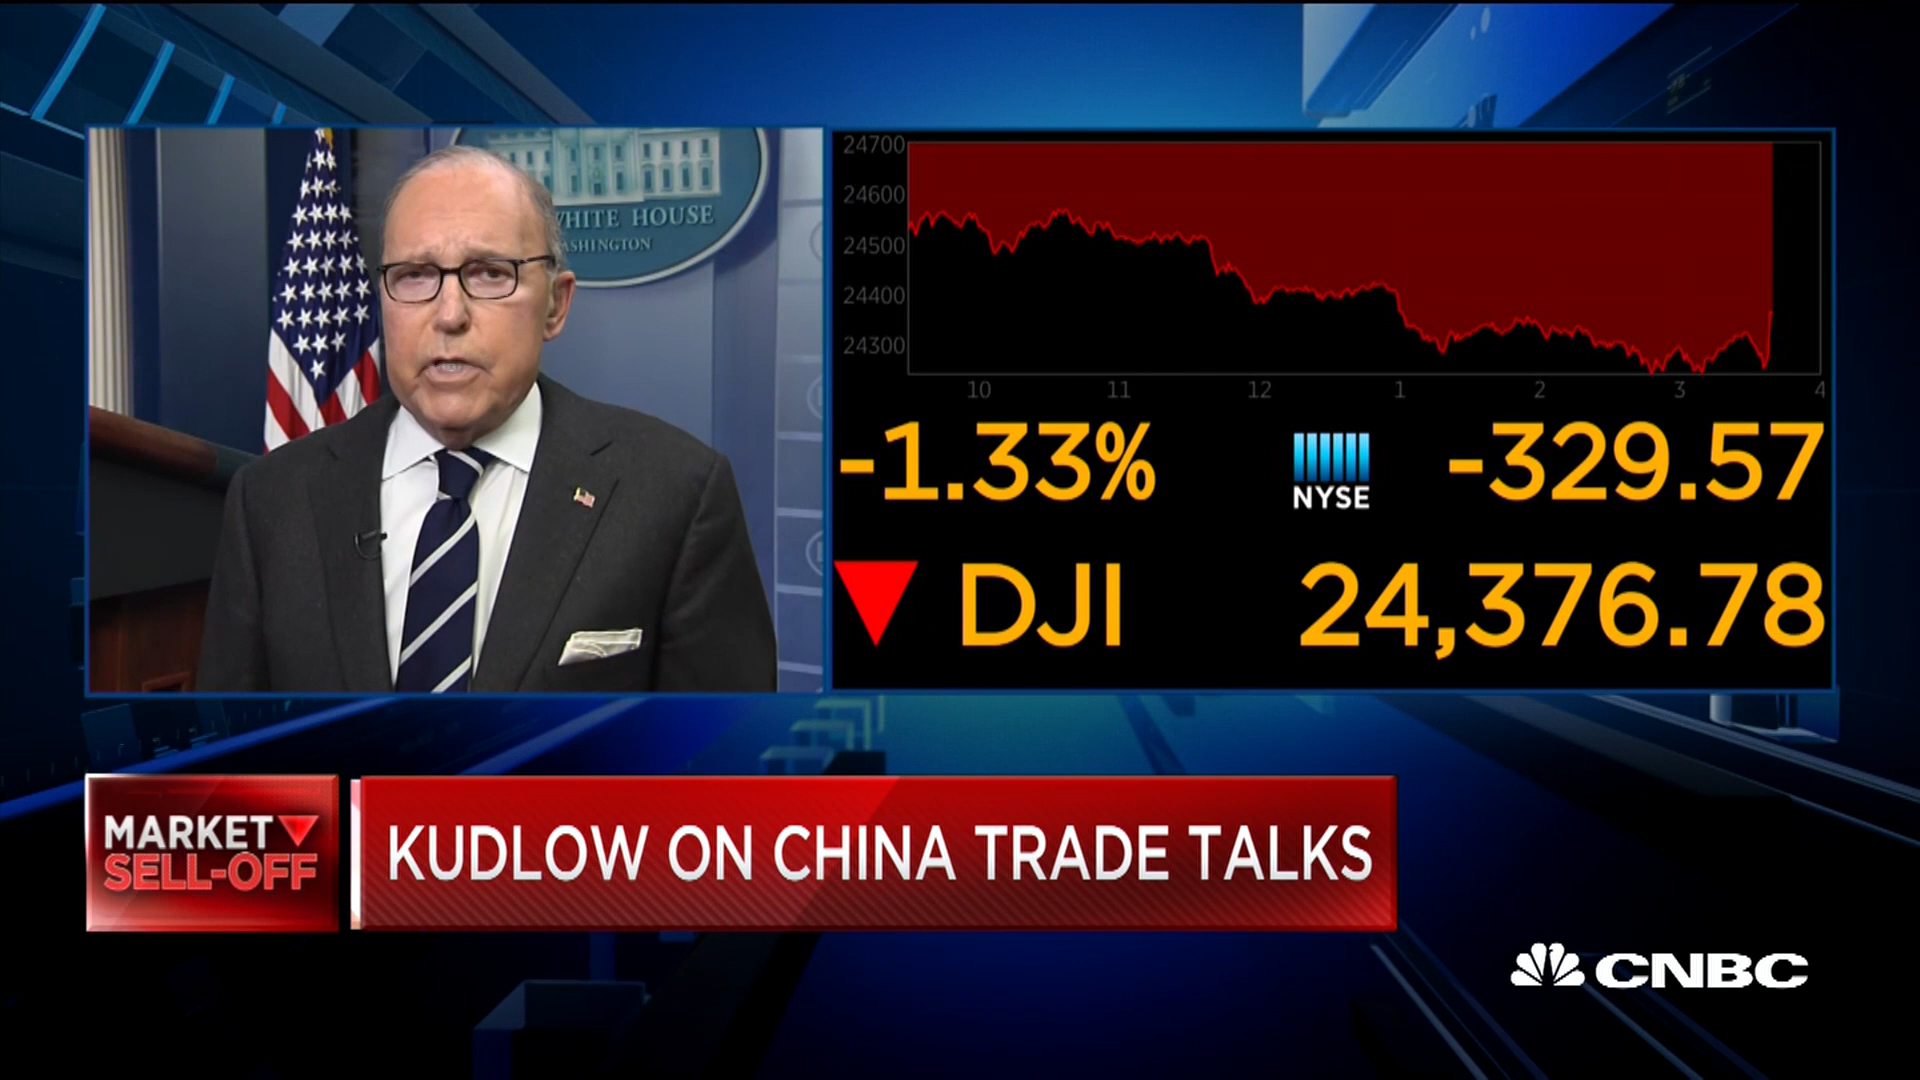 WHITE HOUSE
WASHINGTON
24700
24600
24500
24400
24300
10 11 12 1 2 3 4
-1.33%
NYSE
-329.57
DJI
24,376.78
MARKET
SELL-OFF
KUDLOW ON CHINA TRADE TALKS
CNBC